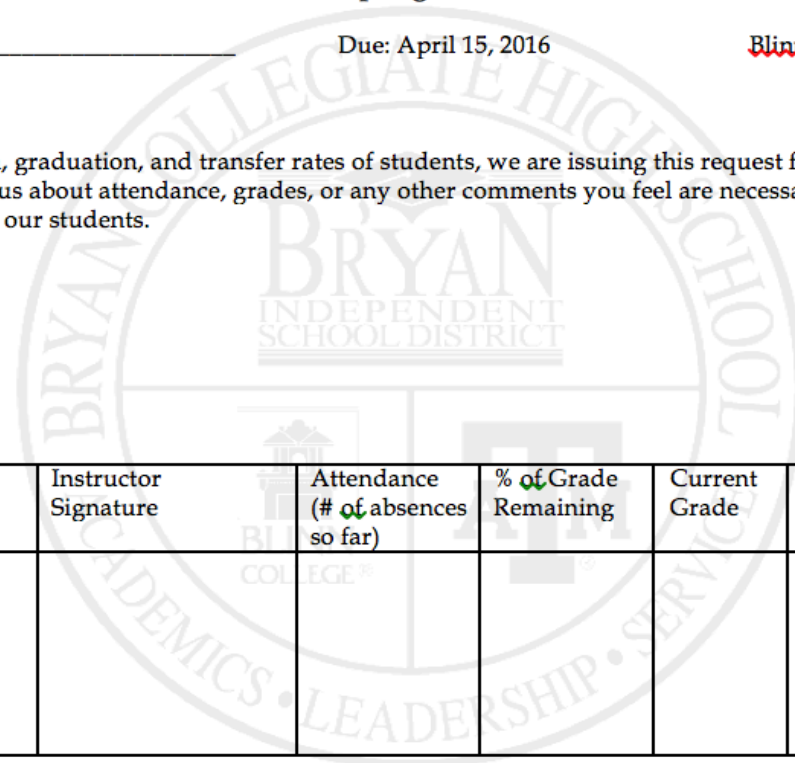 Due: April 15, 2016
graduation, and transfer rates of students, we are issuing this request
us about attendance, grades, or any other comments you feel are
our students.
BRYAN COLLEGIATE HIGH SCHOOL
BRYAN
INDEPENDENT
SCHOOL DISTRICT
Instructor Signature
Attendance (# of absences so far)
% of Grade Remaining
Current Grade
BLINN
COLLEGE®
ATM®
ACADEMICS • LEADERSHIP • SERVICE